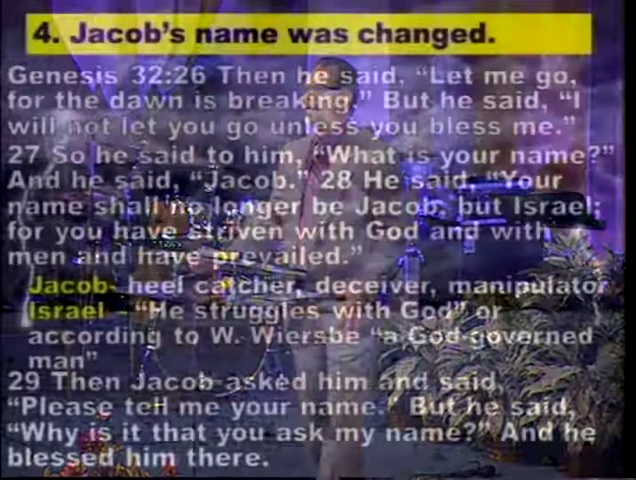 4. Jacob's name was changed.
Genesis 32:26 Then he said, "Let me go,
for the dawn is breaking." But he said, "I
will not let you go unless you bless me."
27 So he said to him, "What is your name?"
And he said, "Jacob." 28 He said, "Your
name shall no longer be Jacob, but Israel;
for you have striven with God and with
men and have prevailed."
Jacob- heel catcher, deceiver, manipulator
Israel – "He struggles with God" or
according to W. Wiersbe "a God-governed
man"
29 Then Jacob asked him and said,
"Please tell me your name." But he said,
"Why is it that you ask my name?" And he
blessed him there.